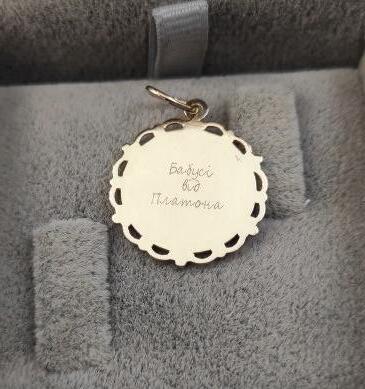 Бабусі
від
Платона